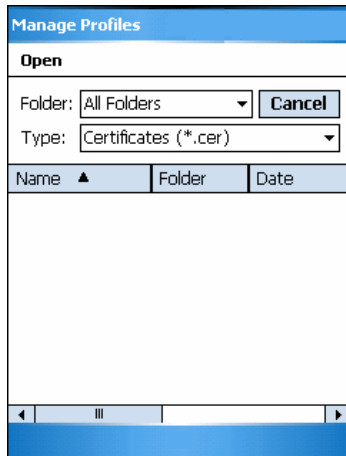 Manage Profiles
Open
Folder: All Folders Cancel
Type: Certificates (*.cer)
Name Folder Date